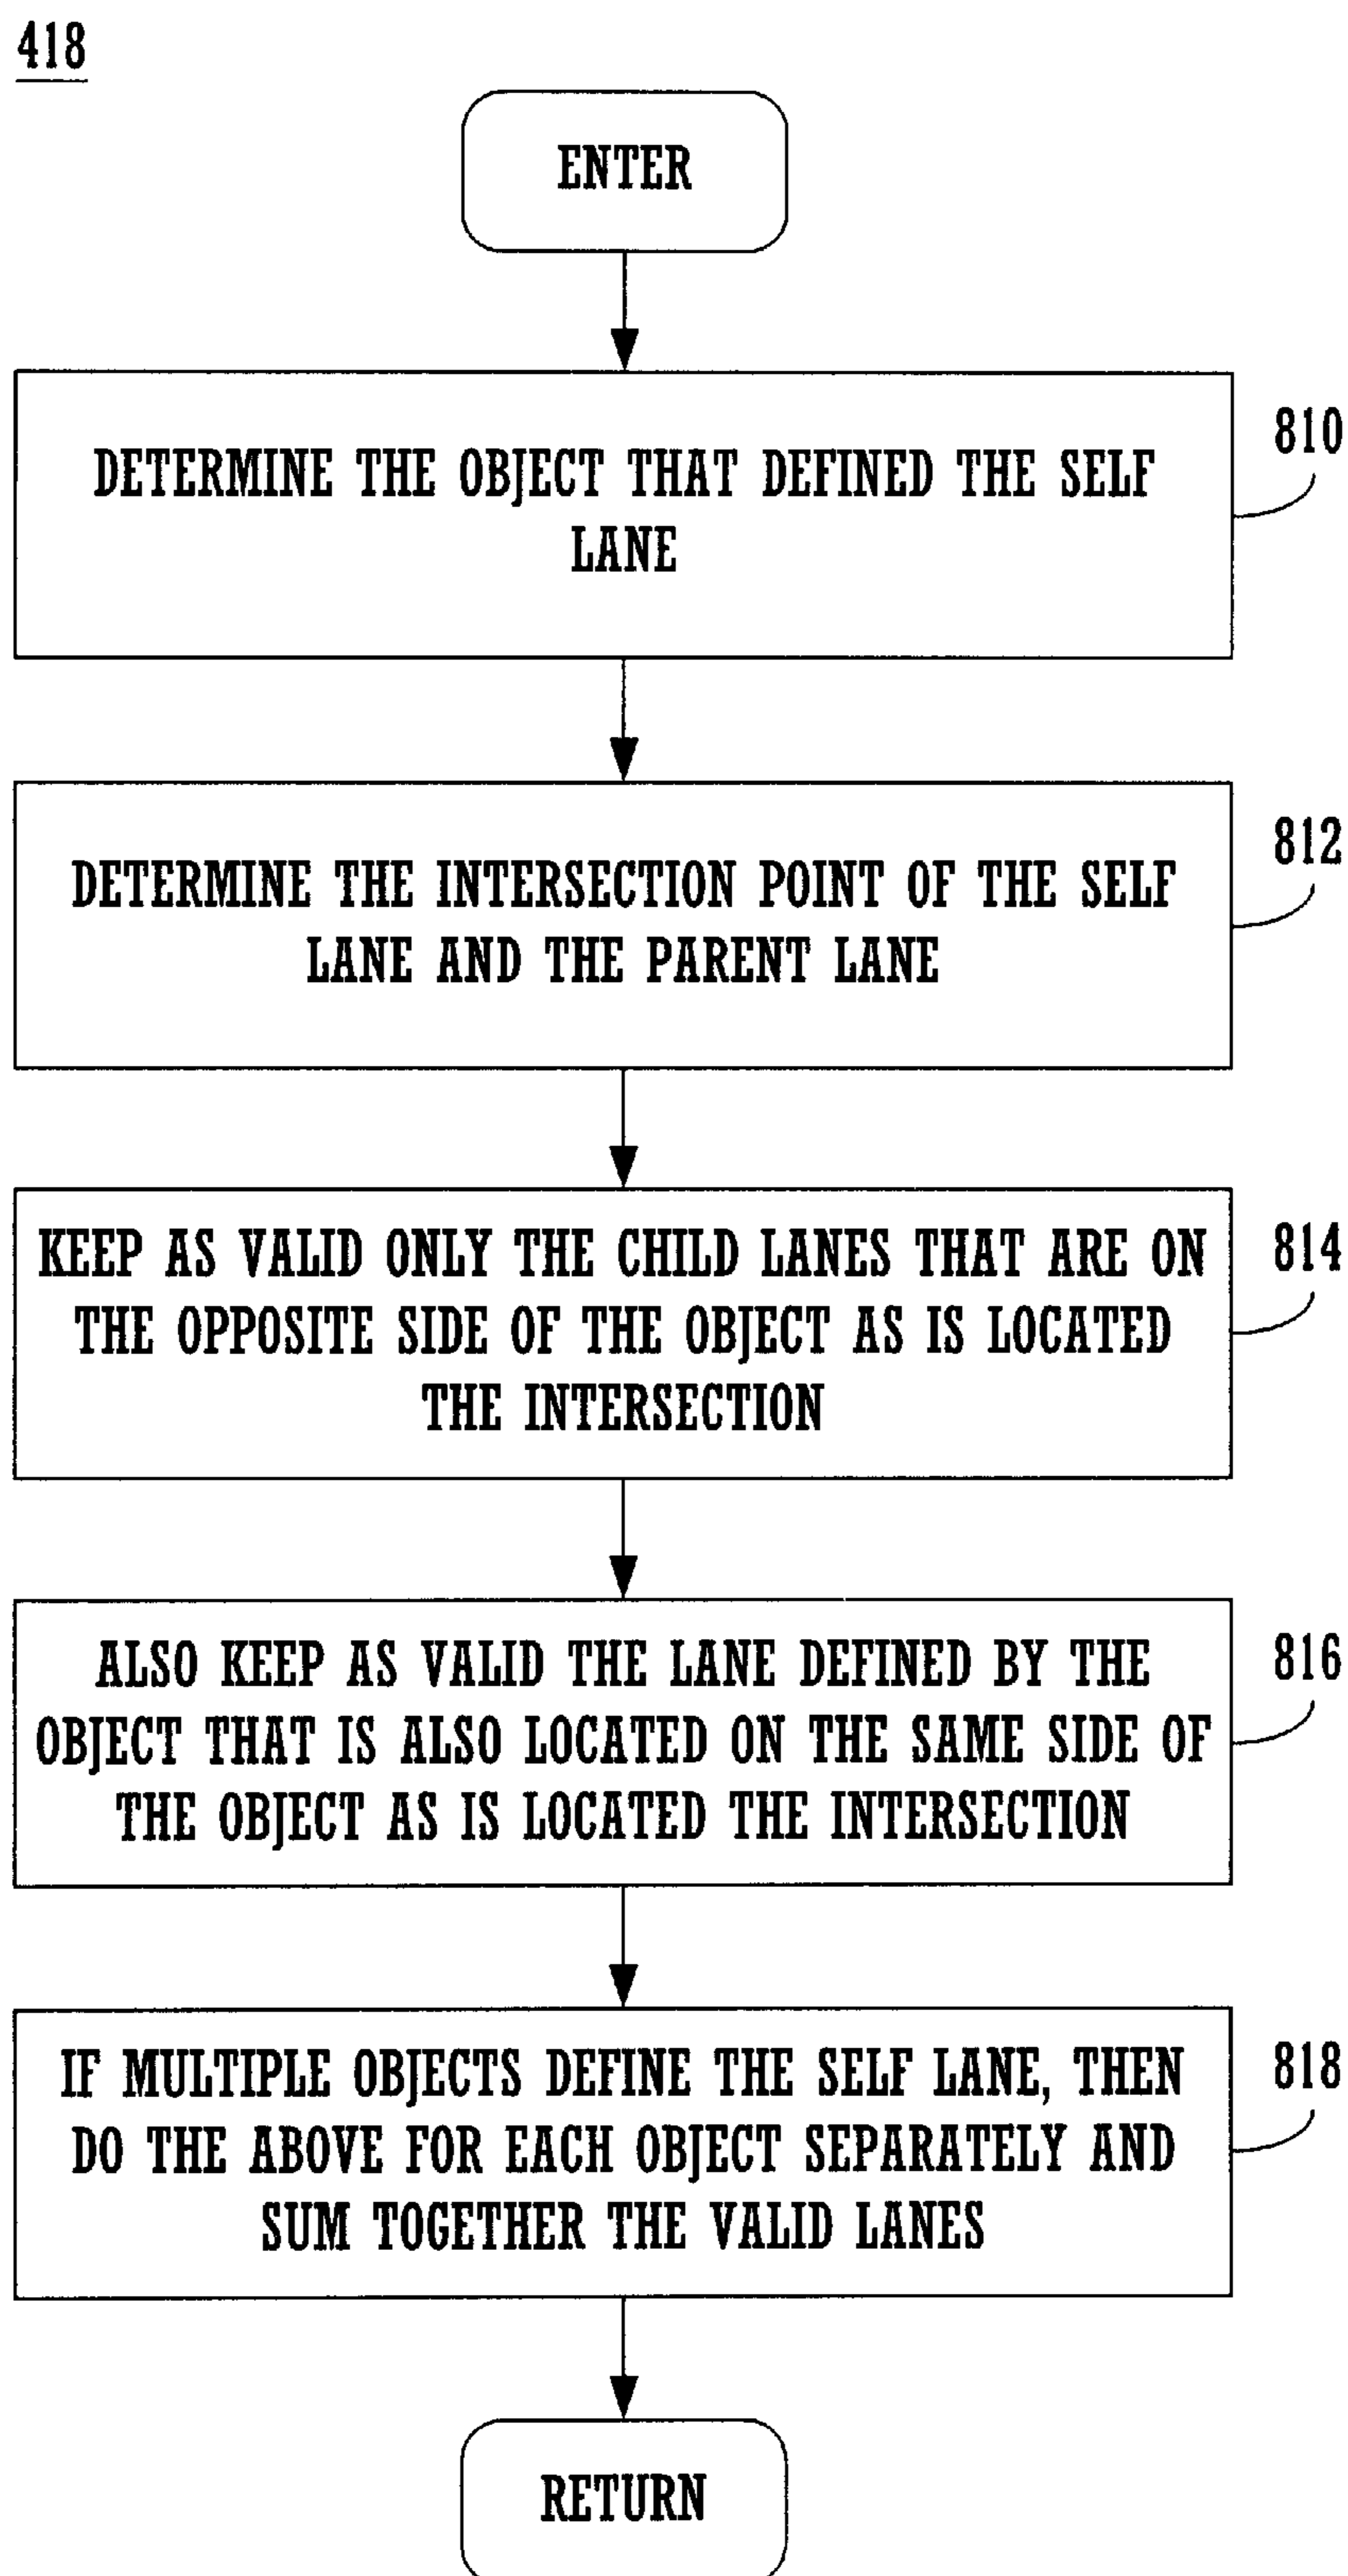 418
ENTER
DETERMINE THE OBJECT THAT DEFINED THE SELF
LANE
810
DETERMINE THE INTERSECTION POINT OF THE SELF
LANE AND THE PARENT LANE
812
KEEP AS VALID ONLY THE CHILD LANES THAT ARE ON
THE OPPOSITE SIDE OF THE OBJECT AS IS LOCATED
THE INTERSECTION
814
ALSO KEEP AS VALID THE LANE DEFINED BY THE
OBJECT THAT IS ALSO LOCATED ON THE SAME SIDE OF
THE OBJECT AS IS LOCATED THE INTERSECTION
816
IF MULTIPLE OBJECTS DEFINE THE SELF LANE, THEN
DO THE ABOVE FOR EACH OBJECT SEPARATELY AND
SUM TOGETHER THE VALID LANES
818
RETURN